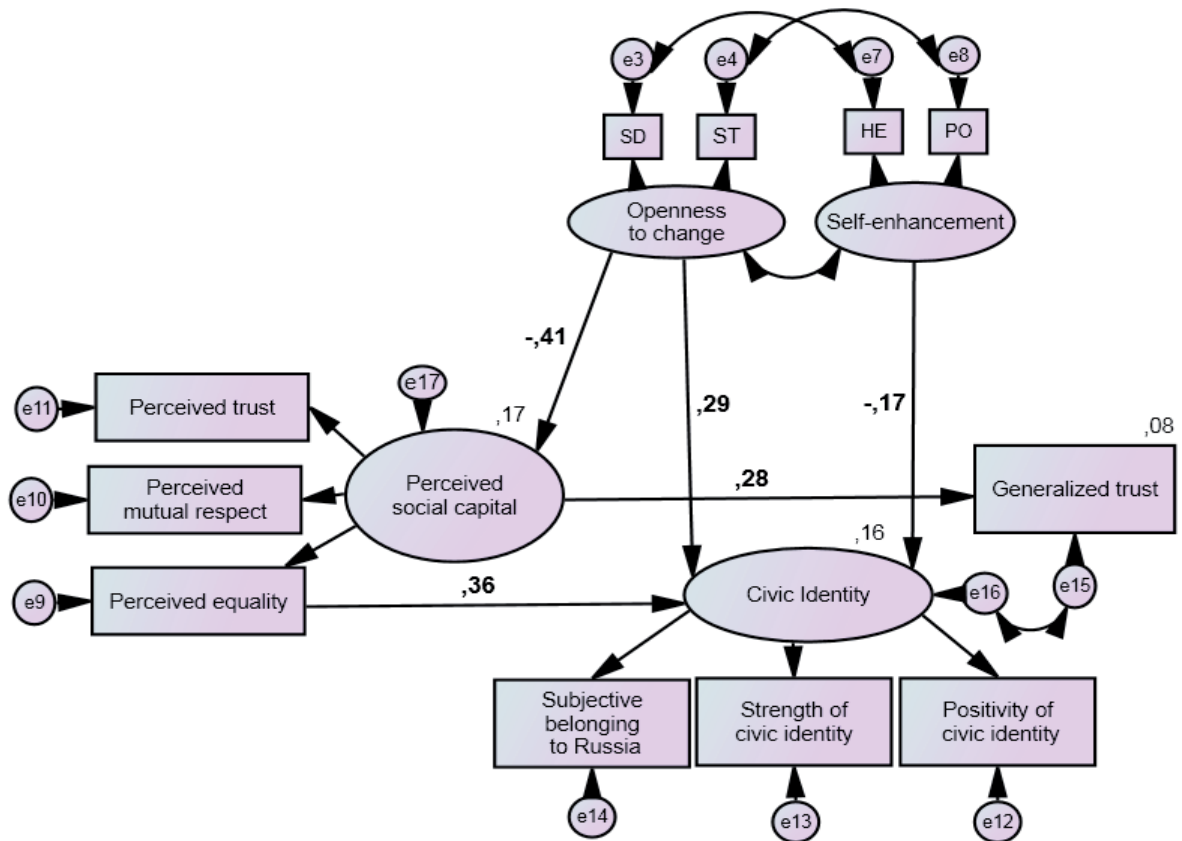 e3
e4
e7
e8
SD
ST
HE
PO
Openness
to change
Self-enhancement
-,41
e17
,17
,29
-,17
,08
e11
Perceived trust
e10
Perceived
mutual respect
Perceived
social capital
,28
Generalized trust
,16
e9
Perceived equality
,36
Civic Identity
e16
e15
Subjective
belonging
to Russia
Strength of
civic identity
Positivity of
civic identity
e14
e13
e12